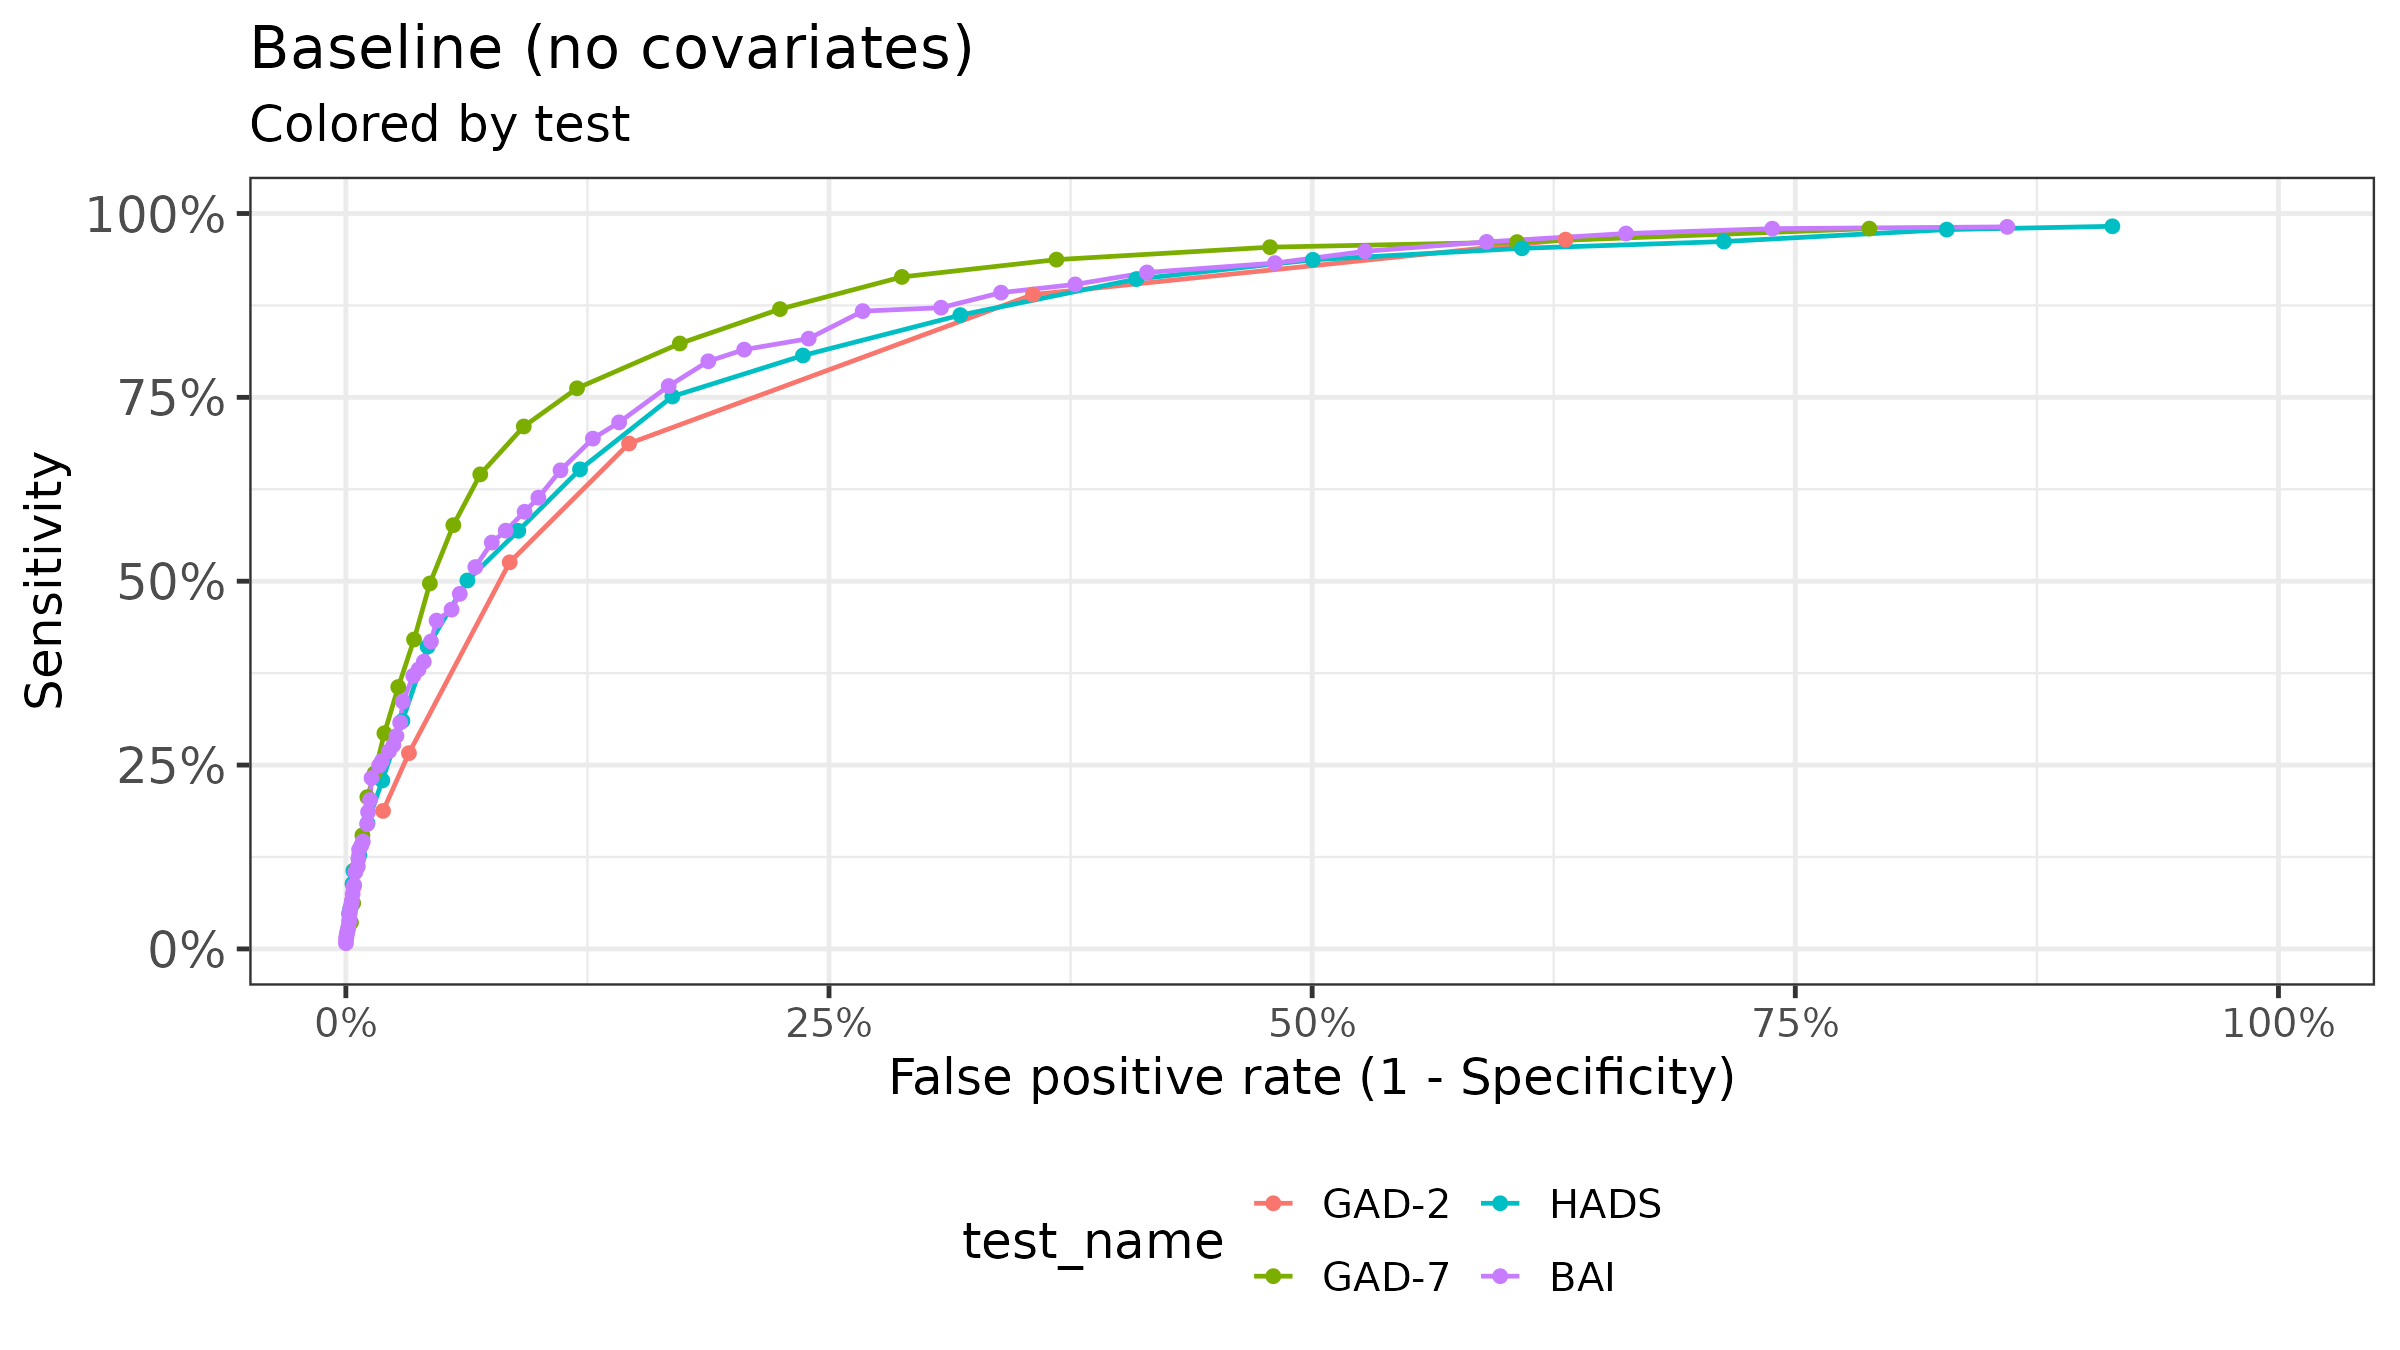 Baseline (no covariates)
Colored by test
100%
75%
50%
25%
0%
Sensitivity
0% 25% 50% 75% 100%
False positive rate (1 - Specificity)
test_name
GAD-2 HADS
GAD-7 BAI